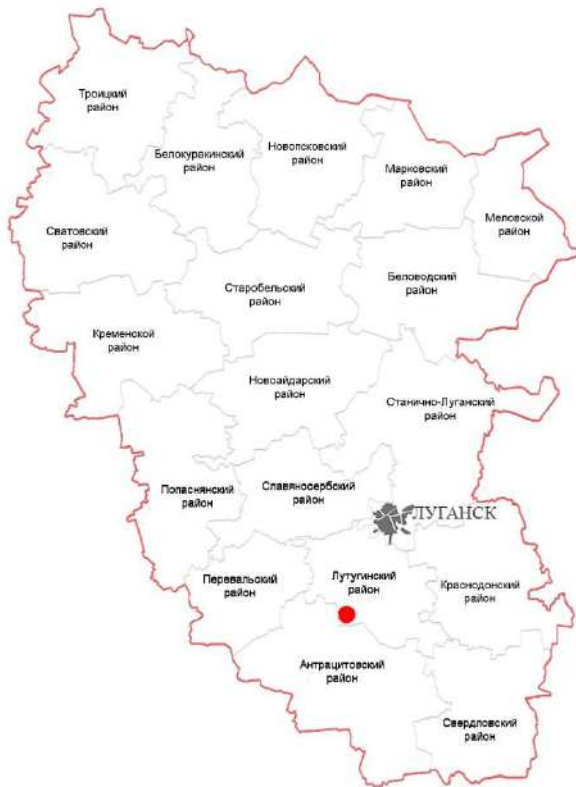 Троицкий
район
Белокуракинский
район
Новопсковский
район
Марковский
район
Меловской
район
Сватовский
район
Старобельский
район
Беловодский
район
Кременской
район
Новоайдарский
район
Станично-Луганский
район
Попаснянский
район
Славяносербский
район
ЛУГАНСК
Перевальский
район
Лутугинский
район
Краснодонский
район
Антрацитовский
район
Свердловский
район